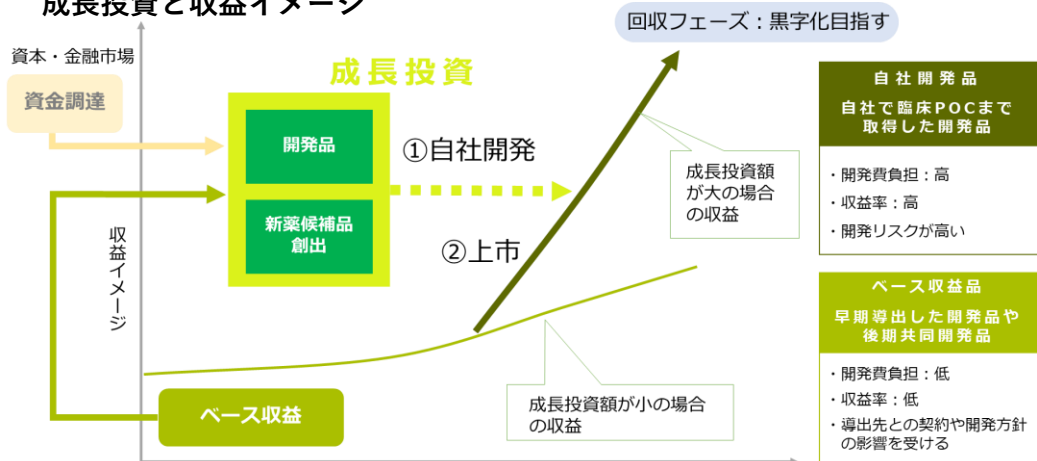 成長投資と収益イメージ
回収フェーズ：黒字化目指す
資本・金融市場
資金調達
成長投資
開発品
新薬候補品
創出
①自社開発
②上市
成長投資額
が大の場合
の収益
収益イメージ
ベース収益
成長投資額が小の場合
の収益
自社開発品
自社で臨床POCまで
取得した開発品
・開発費負担：高
・収益率：高
・開発リスクが高い
ベース収益品
早期導出した開発品や
後期共同開発品
・開発費負担：低
・収益率：低
・導出先との契約や開発方針
の影響を受ける